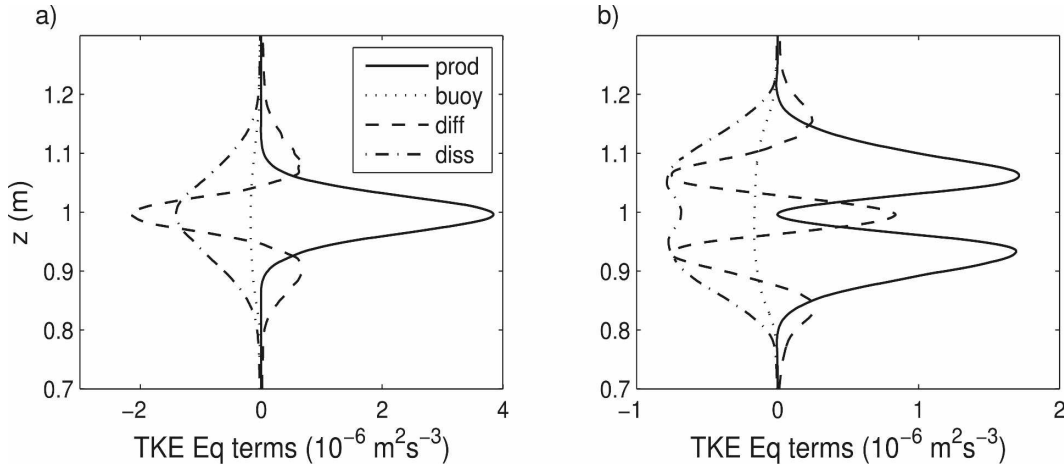 a)
prod
buoy
diff
diss
1.2
1.1
1
0.9
0.8
0.7
z (m)
−2 0 2 4
TKE Eq terms (10⁻⁶ m²s⁻³)
b)
1.2
1.1
1
0.9
0.8
0.7
−1 0 1 2
TKE Eq terms (10⁻⁶ m²s⁻³)